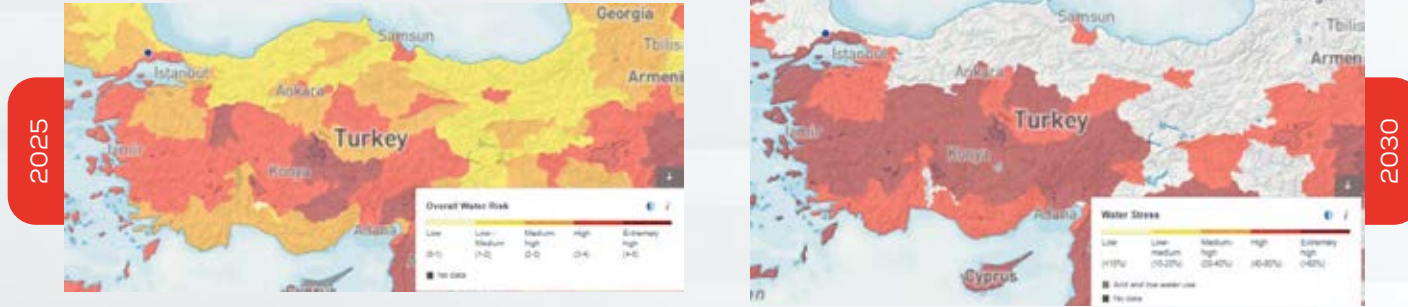 2025
Georgia
Samsun
Tbilis
Istanbul
Armeni
Ankara
Turkey
Izmir
Konya
Adana
Cyprus
Overall Water Risk
Low
Low-
Medium
Medium
high
High
Extremely
high
(0-1)
(1-2)
(2-3)
(3-4)
(4-5)
No data
Samsun
Tbilis
Istanbul
Armen
Ankara
Turkey
Izmir
Konya
Adana
Cyprus
Water Stress
Low
Low-
medium
Medium-
high
High
Extremely
high
(<10%)
(10-20%)
(20-40%)
(40-80%)
(>80%)
Arid and low water use
No data
2030